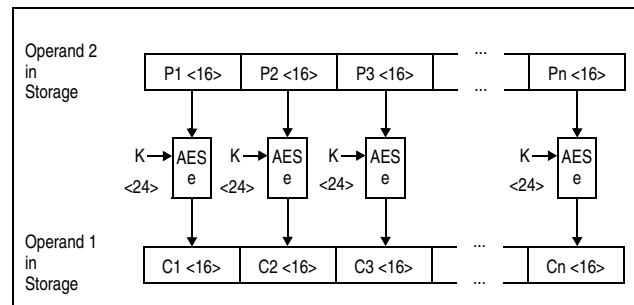 Operand 2
in
Storage
P1 <16> P2 <16> P3 <16> ... ... Pn <16>
K AES e K AES e K AES e K AES e
<24> <24> <24> <24>
Operand 1
in
Storage
C1 <16> C2 <16> C3 <16> ... ... Cn <16>